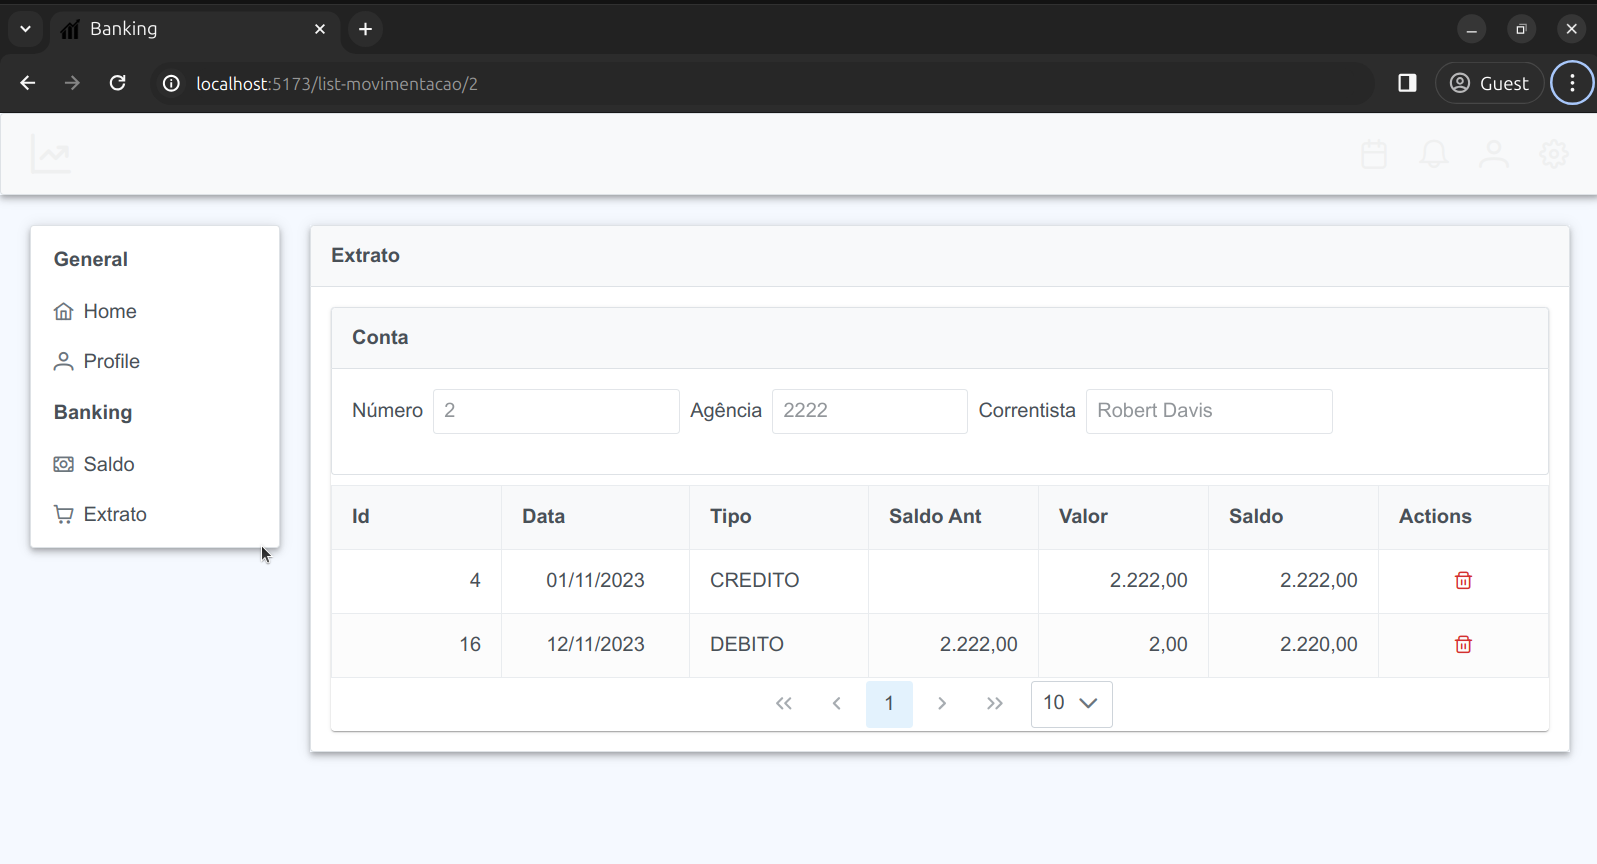 Banking
localhost:5173/list-movimentacao/2
Guest
General
Home
Profile
Banking
Saldo
Extrato
Extrato
Conta
Número 2 Agência 2222 Correntista Robert Davis
Id Data Tipo Saldo Ant Valor Saldo Actions
4 01/11/2023 CREDITO 2.222,00 2.222,00
16 12/11/2023 DEBITO 2.222,00 2,00 2.220,00
1 10